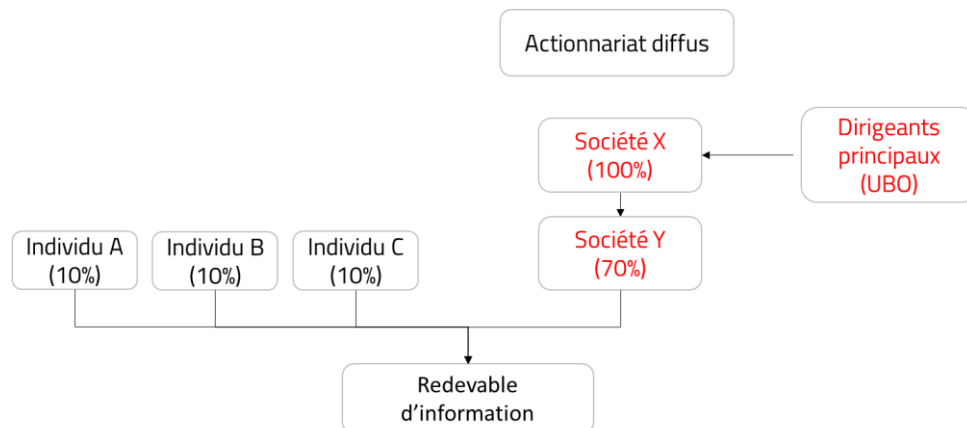 Actionnariat diffus
Société X
(100%)
Dirigeants
principaux
(UBO)
Individu A
(10%)
Individu B
(10%)
Individu C
(10%)
Société Y
(70%)
Redevable
d’information